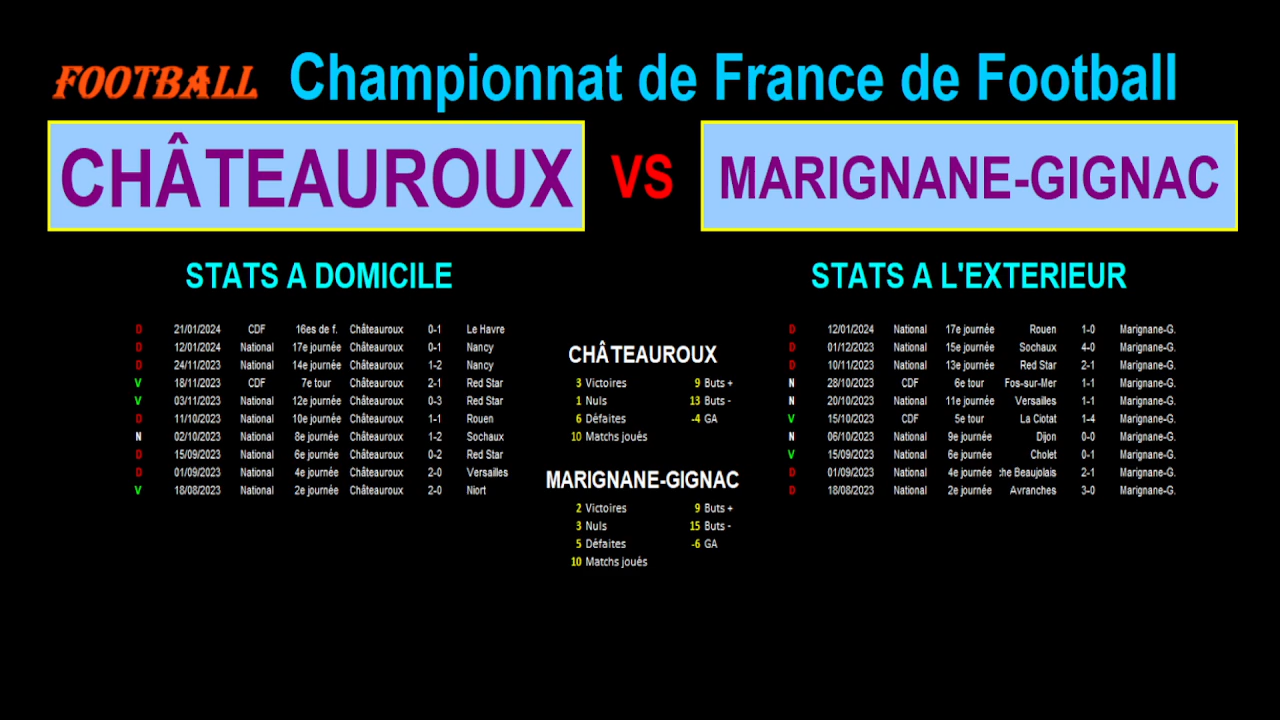 FOOTBALL Championnat de France de Football
CHÂTEAUROUX VS MARIGNANE-GIGNAC
STATS A DOMICILE
D 21/01/2024 CDF 16es de f. Châteauroux 0-1 Le Havre
D 12/01/2024 National 17e journée Châteauroux 0-1 Nancy
D 24/11/2023 National 14e journée Châteauroux 1-2 Nancy
V 18/11/2023 CDF 7e tour Châteauroux 2-1 Red Star
V 03/11/2023 National 12e journée Châteauroux 0-3 Red Star
D 11/10/2023 National 10e journée Châteauroux 1-1 Rouen
N 02/10/2023 National 8e journée Châteauroux 1-2 Sochaux
D 15/09/2023 National 6e journée Châteauroux 0-2 Red Star
D 01/09/2023 National 4e journée Châteauroux 2-0 Versailles
V 18/08/2023 National 2e journée Châteauroux 2-0 Niort
CHÂTEAUROUX
3 Victoires 9 Buts +
1 Nuls 13 Buts -
6 Défaites -4 GA
10 Matchs joués
MARIGNANE-GIGNAC
2 Victoires 9 Buts +
3 Nuls 15 Buts -
5 Défaites -6 GA
10 Matchs joués
STATS A L'EXTERIEUR
D 12/01/2024 National 17e journée Rouen 1-0 Marignane-G.
D 01/12/2023 National 15e journée Sochaux 4-0 Marignane-G.
D 10/11/2023 National 13e journée Red Star 2-1 Marignane-G.
N 28/10/2023 CDF 6e tour Fos-sur-Mer 1-1 Marignane-G.
N 20/10/2023 National 11e journée Versailles 1-1 Marignane-G.
V 15/10/2023 CDF 5e tour La Ciotat 1-4 Marignane-G.
N 06/10/2023 National 9e journée Dijon 0-0 Marignane-G.
V 15/09/2023 National 6e journée Cholet 0-1 Marignane-G.
D 01/09/2023 National 4e journée :he Beaujolais 2-1 Marignane-G.
D 18/08/2023 National 2e journée Avranches 3-0 Marignane-G.